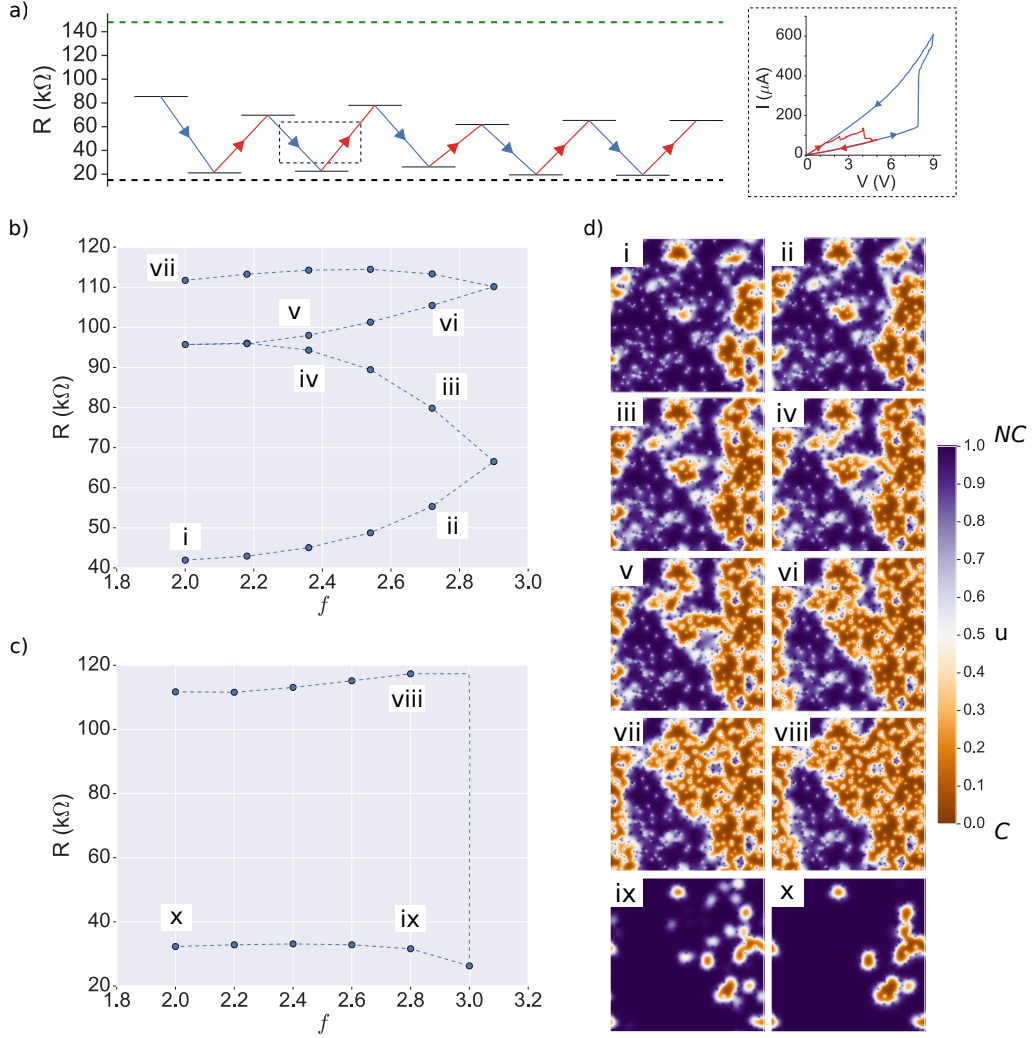 a)
R (kΩ)
140
120
100
80
60
40
20
I (μA)
600
400
200
0
0 3 6 9
V (V)
b)
R (kΩ)
120
110
100
90
80
70
60
50
40
1.8 2.0 2.2 2.4 2.6 2.8 3.0
f
vii
v
vi
iv
iii
i
ii
c)
R (kΩ)
120
100
80
60
40
20
1.8 2.0 2.2 2.4 2.6 2.8 3.0 3.2
f
viii
x
ix
d)
i ii
iii iv
v vi
vii viii
ix x
NC
1.0
0.9
0.8
0.7
0.6
0.5
0.4
0.3
0.2
0.1
0.0
u
C